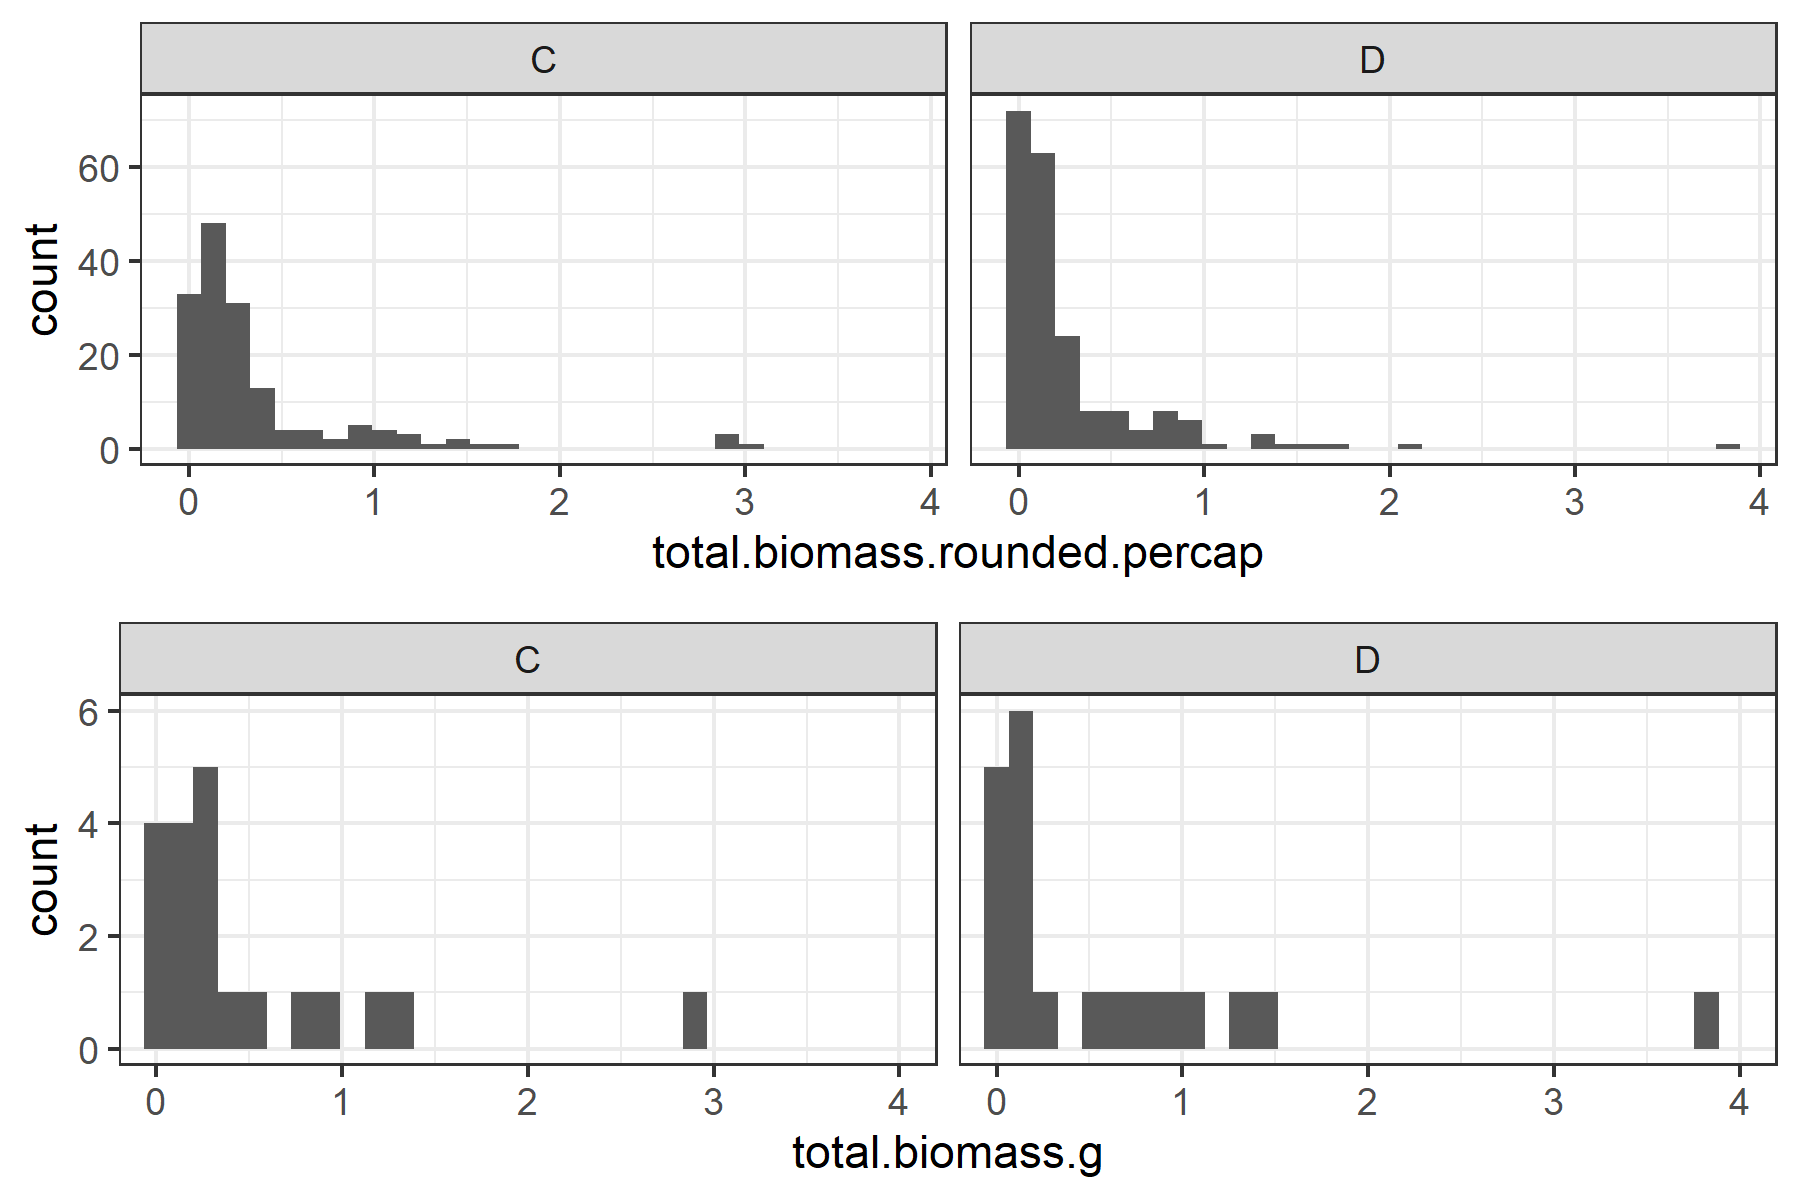 C D
count
60
40
20
0
0 1 2 3 4 0 1 2 3 4
total.biomass.rounded.percap
C D
count
6
4
2
0
0 1 2 3 4 0 1 2 3 4
total.biomass.g